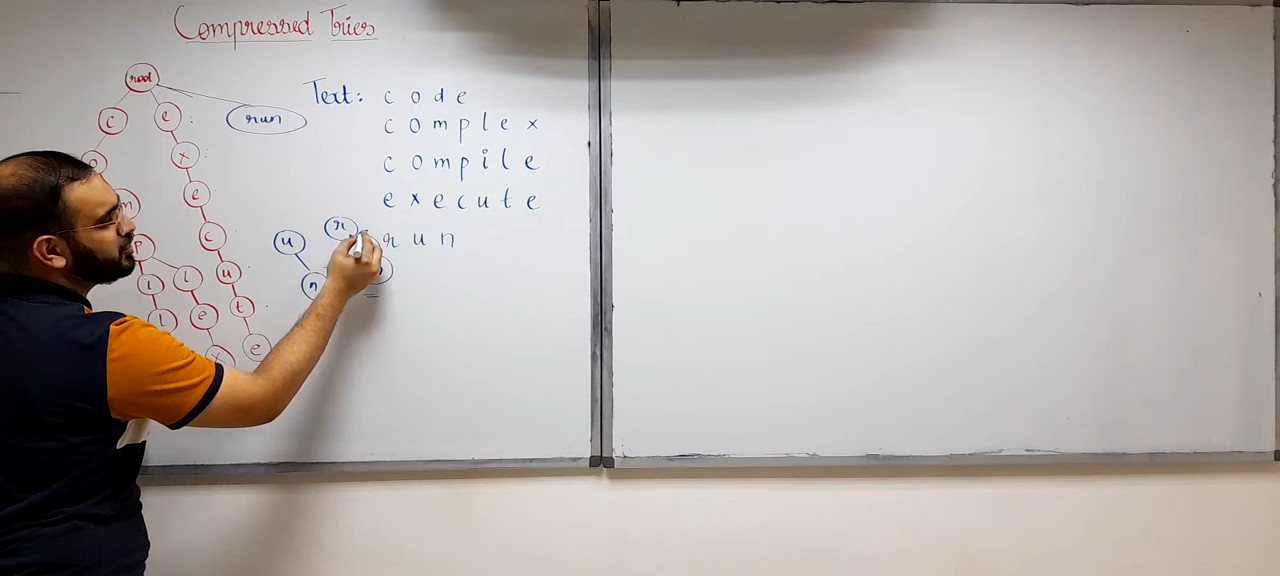 Compressed Tries
root
run
Text: c o d e
c o m p l e x
c o m p i l e
e x e c u t e
r u n
c e
o x
m e
p c
i l u
l e t
x e
u r
n